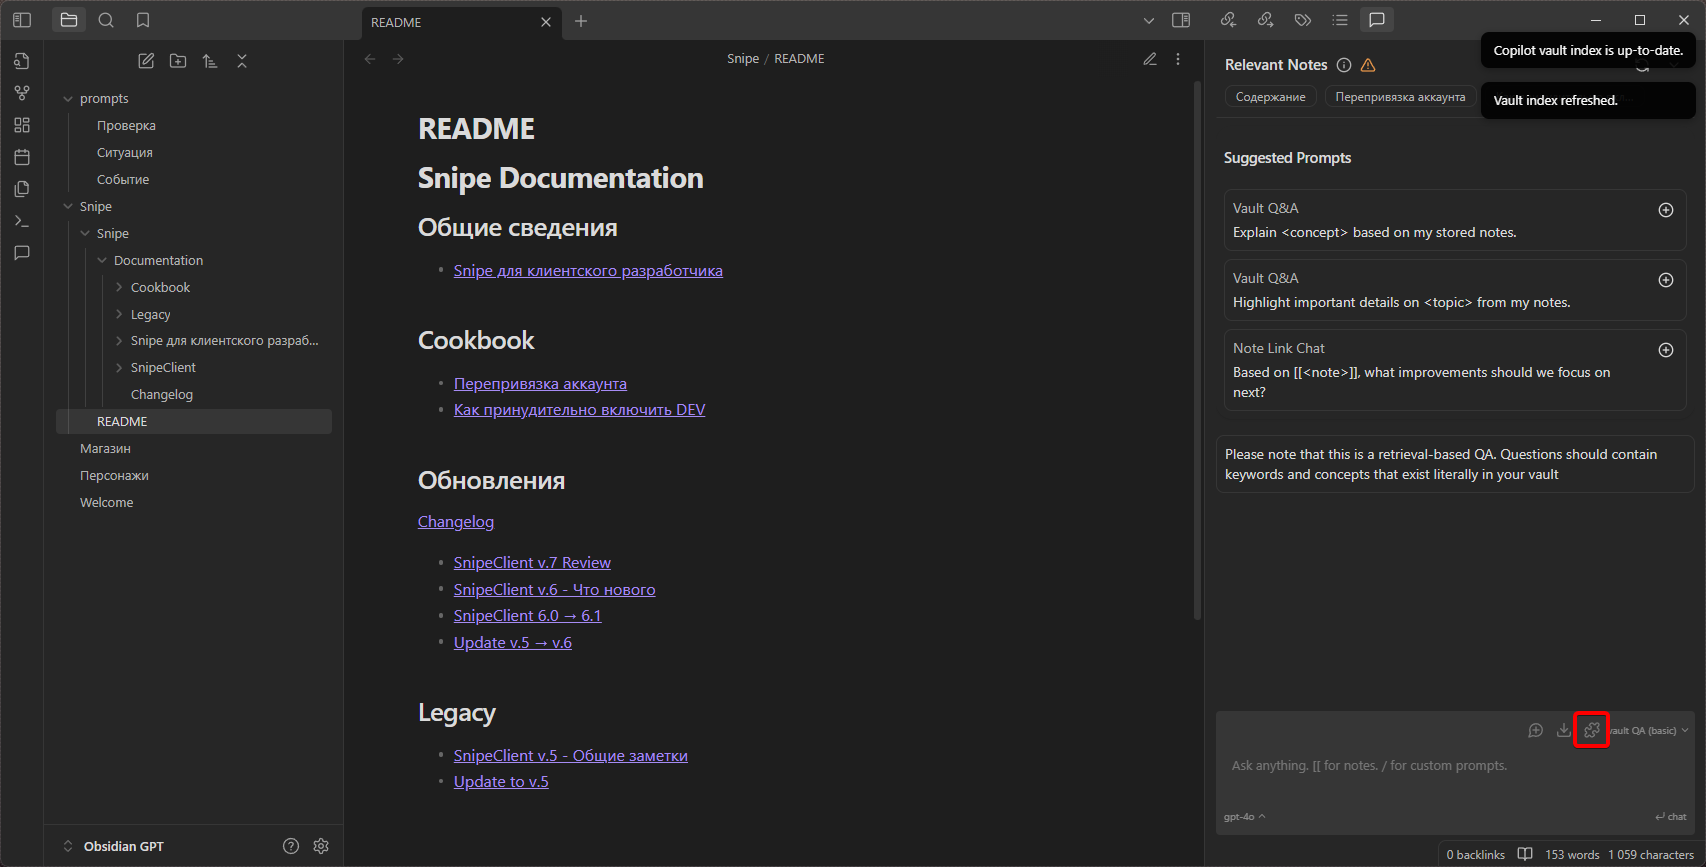 README
Snipe / README
Relevant Notes
Copilot vault index is up-to-date.
Содержание
Перепривязка аккаунта
Vault index refreshed.
prompts
Проверка
Ситуация
Событие
Snipe
Snipe
Documentation
Cookbook
Legacy
Snipe для клиентского разраб...
SnipeClient
Changelog
README
Магазин
Персонажи
Welcome
Obsidian GPT
README
Snipe Documentation
Общие сведения
Snipe для клиентского разработчика
Cookbook
Перепривязка аккаунта
Как принудительно включить DEV
Обновления
Changelog
SnipeClient v.7 Review
SnipeClient v.6 - Что нового
SnipeClient 6.0 → 6.1
Update v.5 → v.6
Legacy
SnipeClient v.5 - Общие заметки
Update to v.5
Suggested Prompts
Vault Q&A
Explain <concept> based on my stored notes.
Vault Q&A
Highlight important details on <topic> from my notes.
Note Link Chat
Based on [[<note>]], what improvements should we focus on
next?
Please note that this is a retrieval-based QA. Questions should contain
keywords and concepts that exist literally in your vault
vault QA (basic)
Ask anything. [[ for notes. / for custom prompts.
gpt-4o
chat
0 backlinks 153 words 1 059 characters